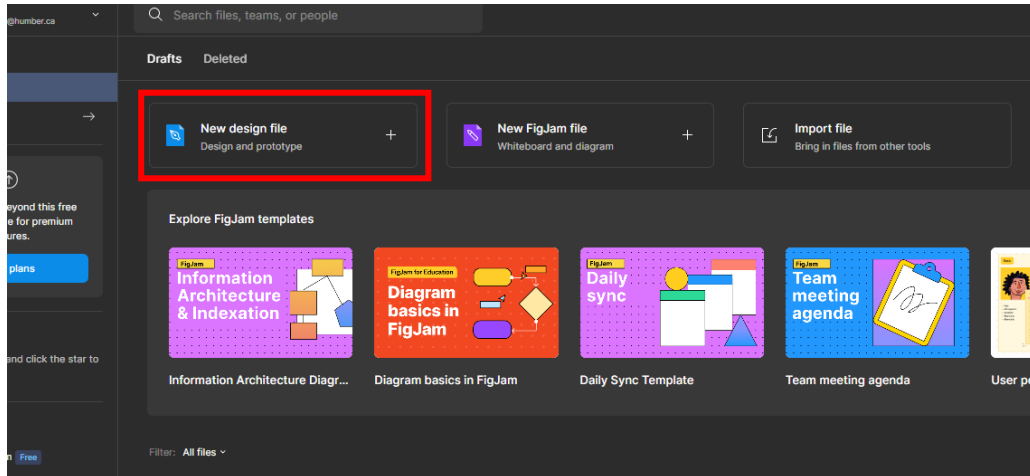 @humber.ca
Search files, teams, or people
Drafts Deleted
New design file
Design and prototype
New FigJam file
Whiteboard and diagram
Import file
Bring in files from other tools
eyond this free
e for premium
ures.
plans
Explore FigJam templates
FigJam
Information
Architecture
& Indexation
Information Architecture Diagr...
FigJam for Education
Diagram
basics in
FigJam
Diagram basics in FigJam
FigJam
Daily
sync
Daily Sync Template
FigJam
Team
meeting
agenda
Team meeting agenda
User pe
and click the star to
Filter: All files
n Free